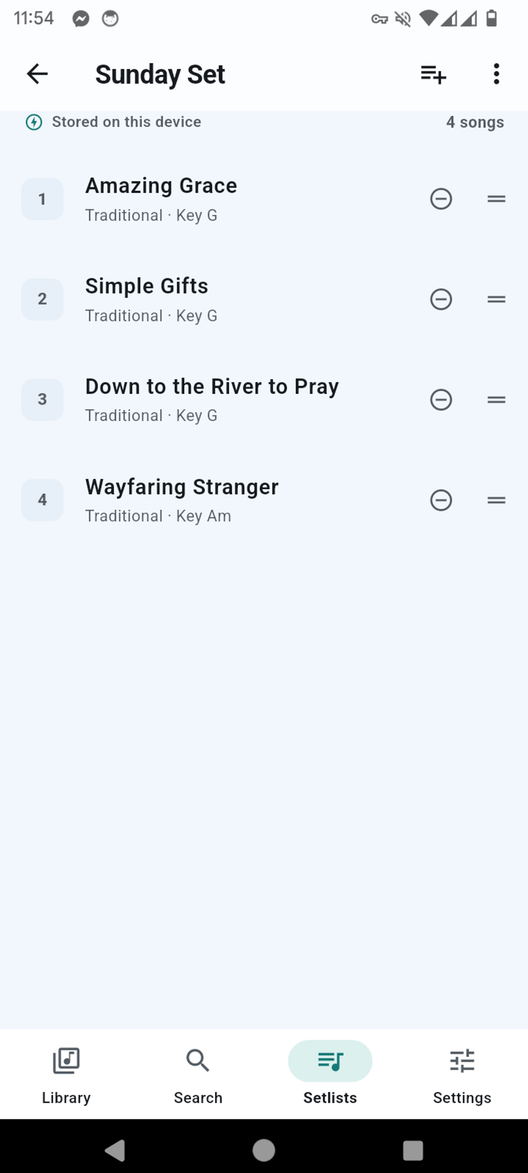 11:54
Sunday Set
Stored on this device 4 songs
1 Amazing Grace
Traditional · Key G
2 Simple Gifts
Traditional · Key G
3 Down to the River to Pray
Traditional · Key G
4 Wayfaring Stranger
Traditional · Key Am
Library Search Setlists Settings